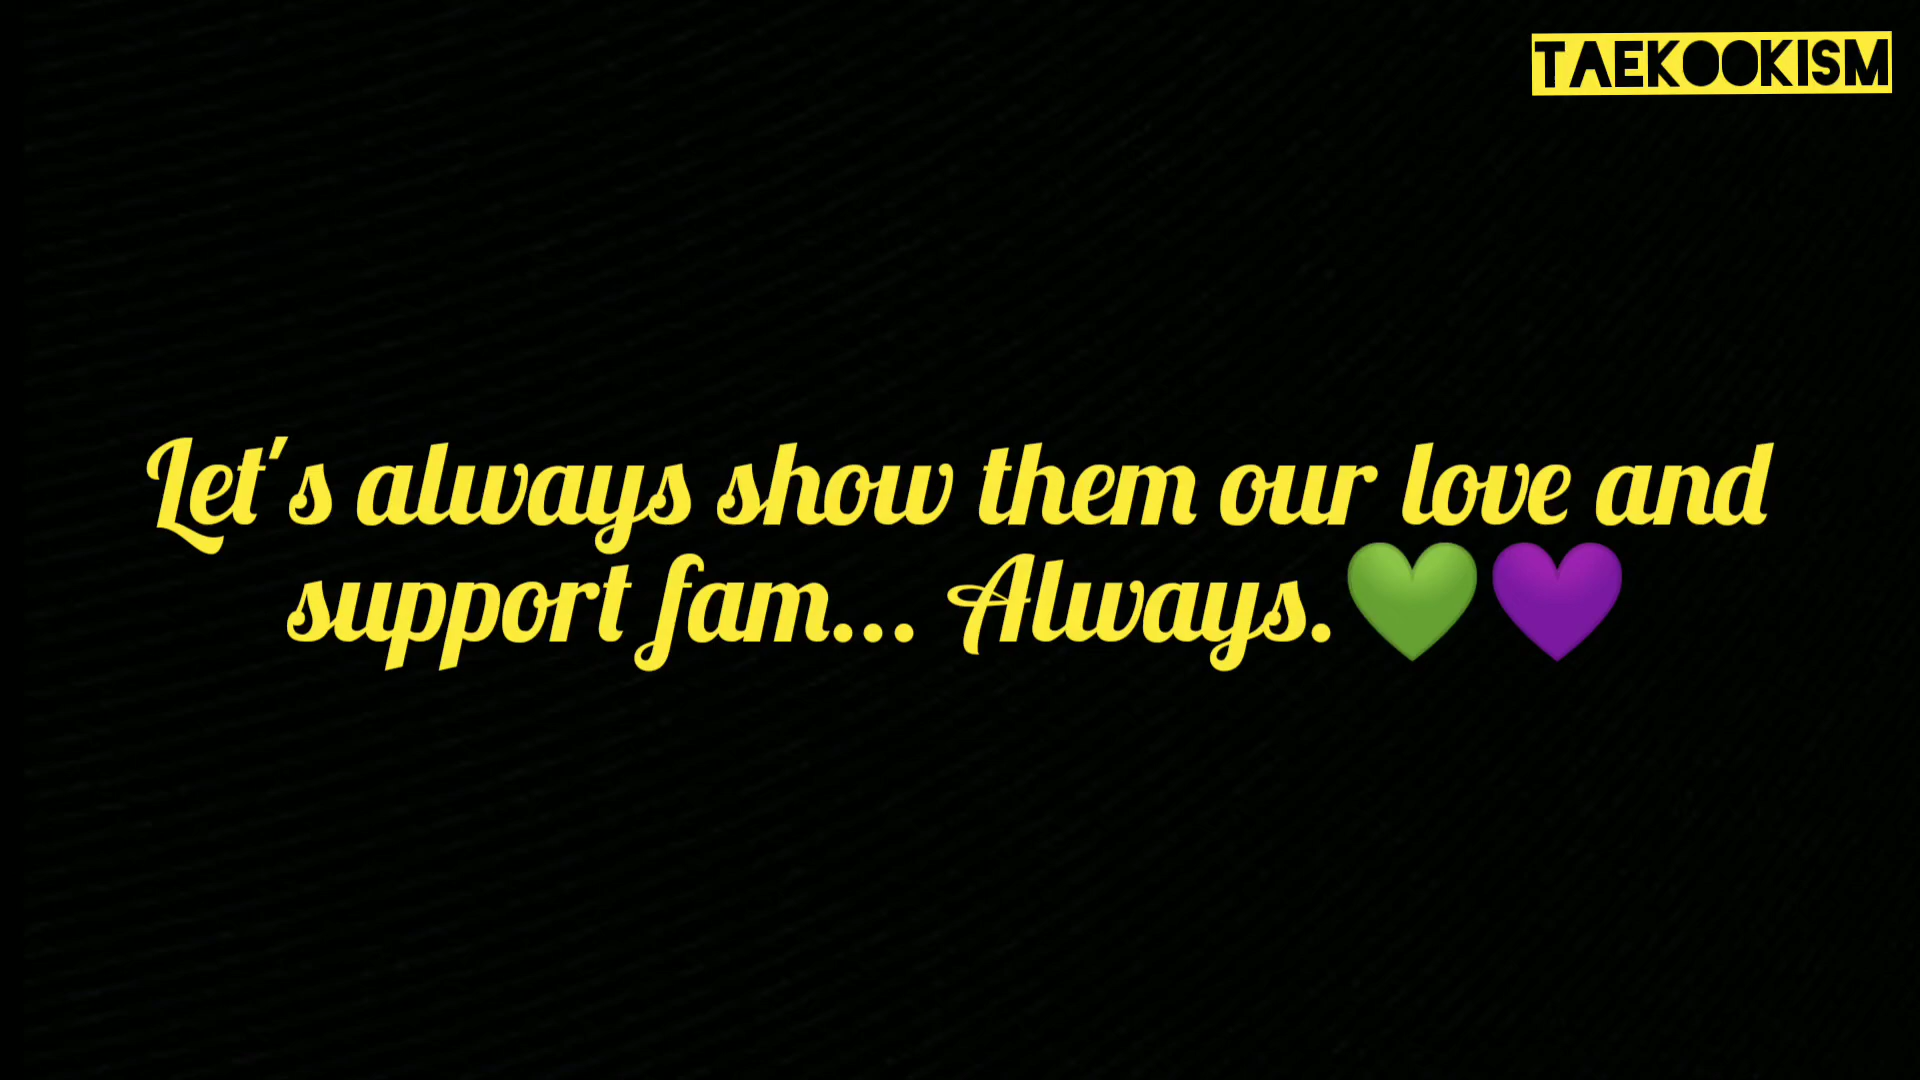 TAEKOOKISM
Let's always show them our love and
support fam... Always.💚💜